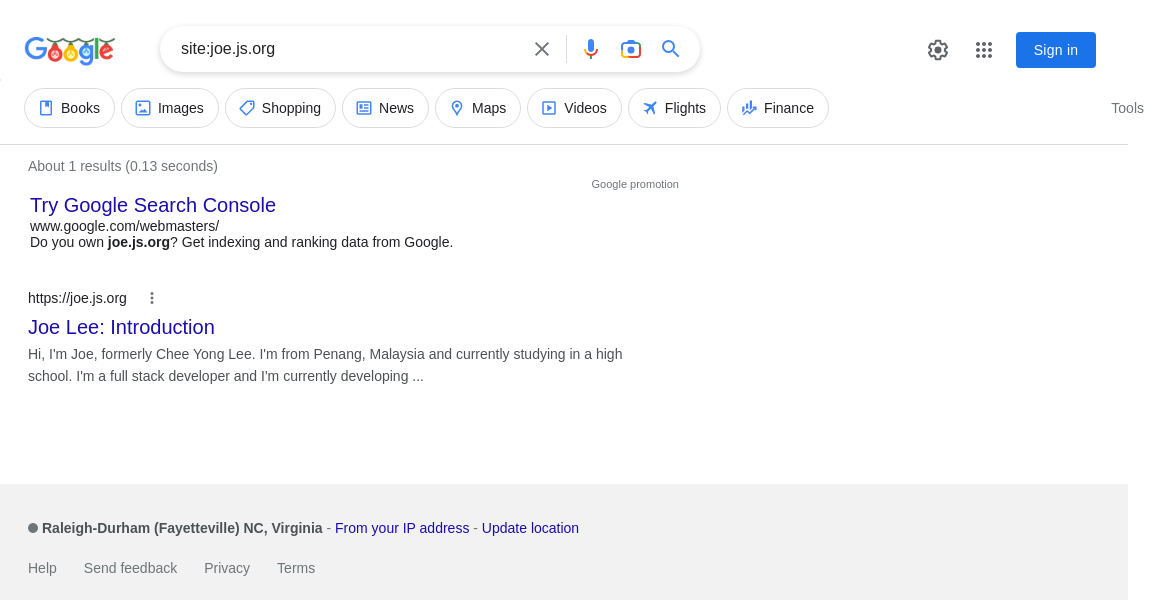 Google
site:joe.js.org
Sign in
Books
Images
Shopping
News
Maps
Videos
Flights
Finance
Tools
About 1 results (0.13 seconds)
Google promotion
Try Google Search Console
www.google.com/webmasters/
Do you own joe.js.org? Get indexing and ranking data from Google.
https://joe.js.org
Joe Lee: Introduction
Hi, I'm Joe, formerly Chee Yong Lee. I'm from Penang, Malaysia and currently studying in a high
school. I'm a full stack developer and I'm currently developing ...
Raleigh-Durham (Fayetteville) NC, Virginia - From your IP address - Update location
Help Send feedback Privacy Terms